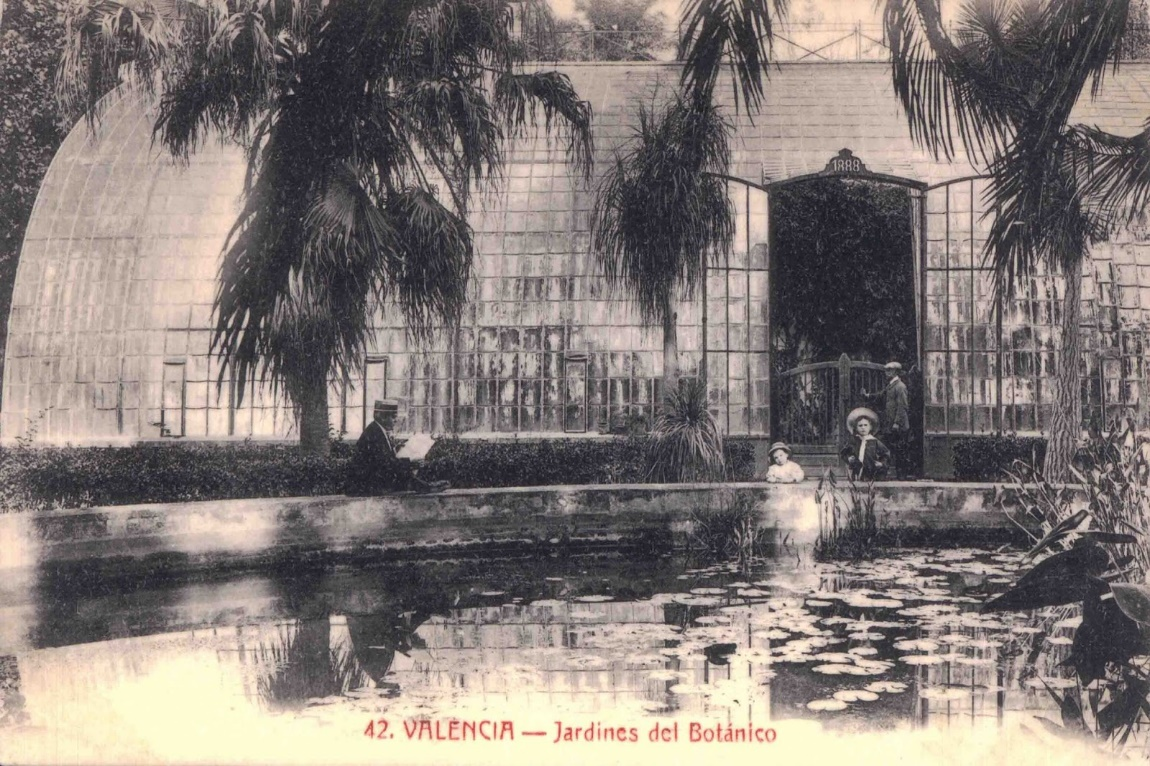 1888
42. VALENCIA — Jardines del Botánico